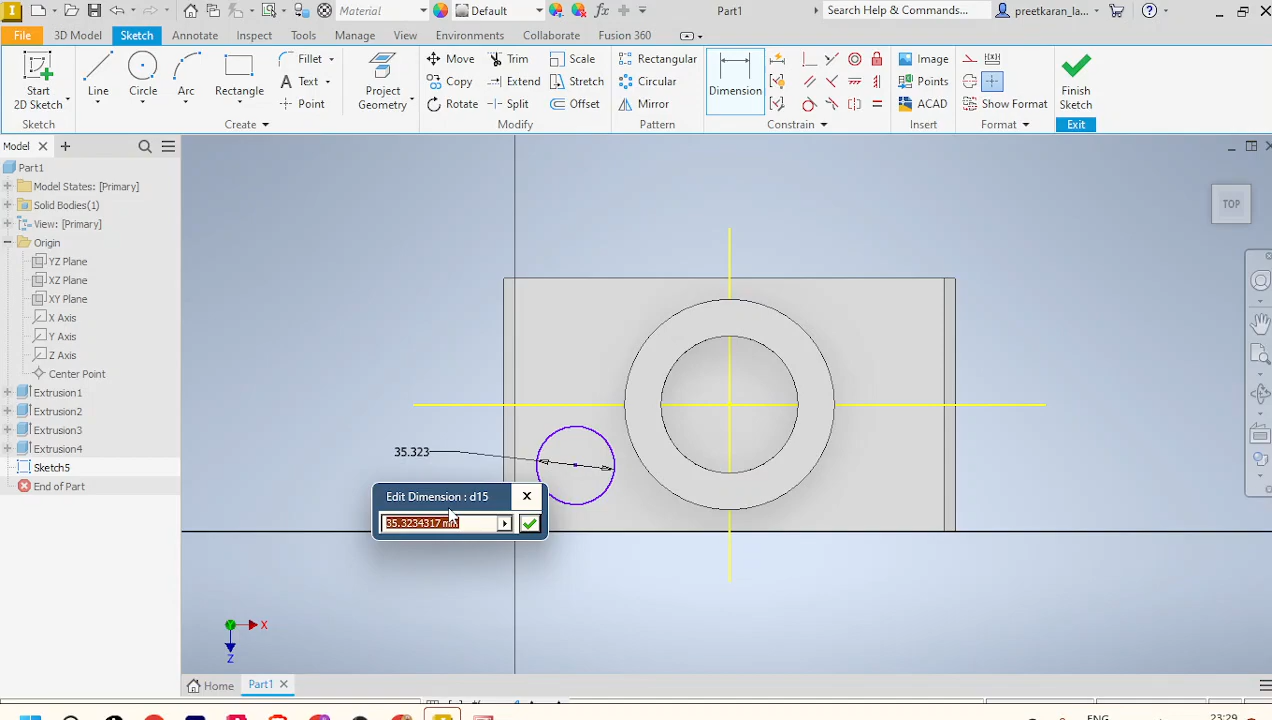 Material
Default
Part1
Search Help & Commands...
preetkaran_la...
File
3D Model
Sketch
Annotate
Inspect
Tools
Manage
View
Environments
Collaborate
Fusion 360
Start
2D Sketch
Line
Circle
Arc
Rectangle
Fillet
Text
Point
Project
Geometry
Move
Copy
Rotate
Trim
Extend
Split
Scale
Stretch
Offset
Rectangular
Circular
Mirror
Dimension
Image
Points
ACAD
Show Format
Finish
Sketch
Sketch
Create
Modify
Pattern
Constrain
Insert
Format
Exit
Model
Part1
Model States: [Primary]
Solid Bodies(1)
View: [Primary]
Origin
YZ Plane
XZ Plane
XY Plane
X Axis
Y Axis
Z Axis
Center Point
Extrusion1
Extrusion2
Extrusion3
Extrusion4
Sketch5
End of Part
TOP
35.323
Edit Dimension : d15
35.3234317 mm
X
Y
Z
Home
Part1
ENG
23:29